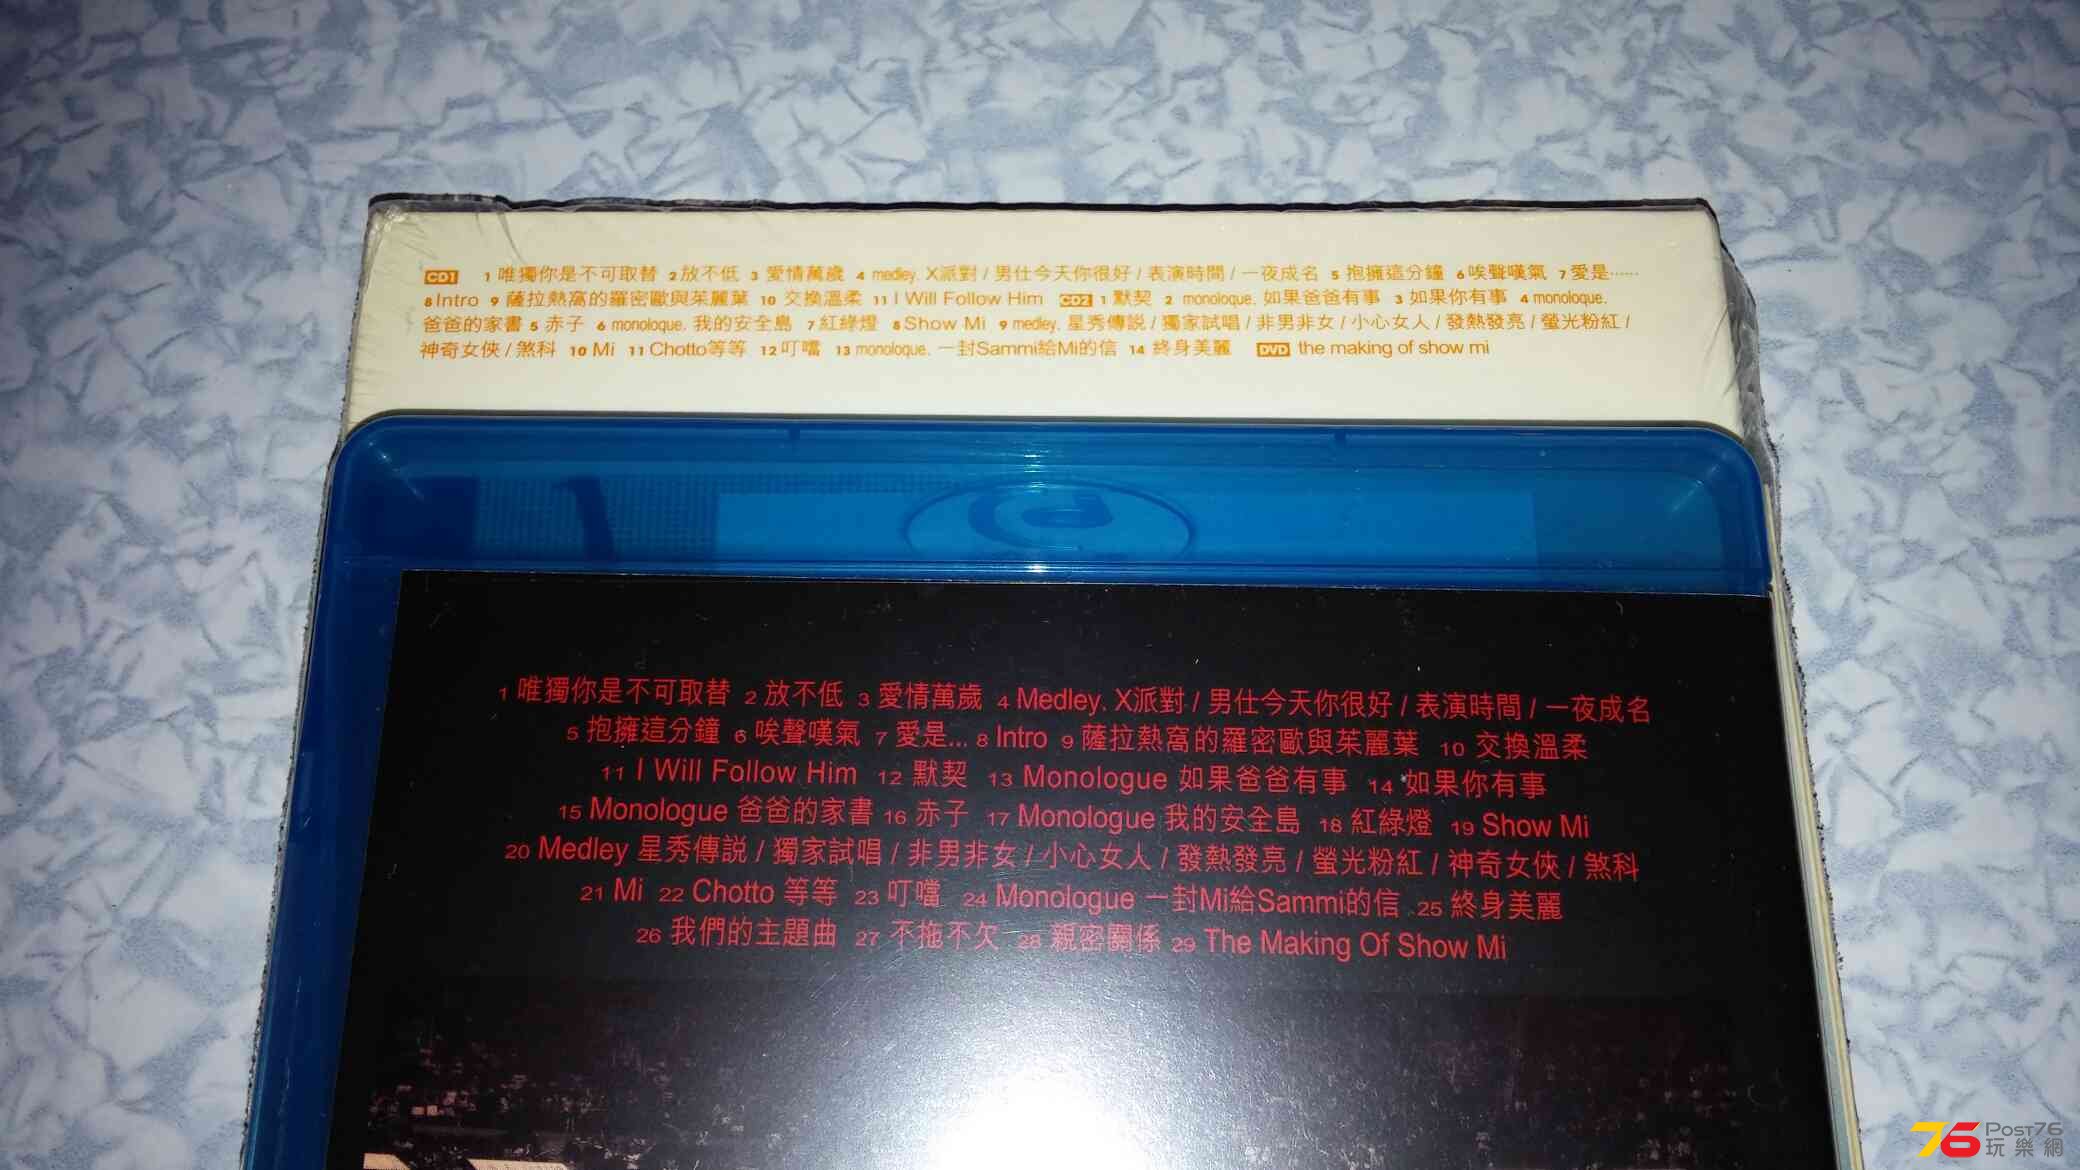 CD1 1 唯獨你是不可取替 2 放不低 3 愛情萬歲 4 medley. X派對 / 男仕今天你很好 / 表演時間 / 一夜成名 5 抱擁這分鐘 6 唉聲嘆氣 7 愛是⋯⋯
8 Intro 9 薩拉熱窩的羅密歐與茱麗葉 10 交換溫柔 11 I Will Follow Him CD2 1 默契 2 monologue. 如果爸爸有事 3 如果你有事 4 monologue.
爸爸的家書 5 赤子 6 monologue. 我的安全島 7 紅綠燈 8 Show Mi 9 medley. 星秀傳説 / 獨家試唱 / 非男非女 / 小心女人 / 發熱發亮 / 螢光粉紅 /
神奇女俠 / 煞科 10 Mi 11 Chotto等等 12 叮噹 13 monologue. 一封Sammi給Mi的信 14 終身美麗 DVD the making of show mi
1 唯獨你是不可取替 2 放不低 3 愛情萬歲 4 Medley. X派對 / 男仕今天你很好 / 表演時間 / 一夜成名
5 抱擁這分鐘 6 唉聲嘆氣 7 愛是... 8 Intro 9 薩拉熱窩的羅密歐與茱麗葉 10 交換溫柔
11 I Will Follow Him 12 默契 13 Monologue 如果爸爸有事 14 如果你有事
15 Monologue 爸爸的家書 16 赤子 17 Monologue 我的安全島 18 紅綠燈 19 Show Mi
20 Medley 星秀傳説 / 獨家試唱 / 非男非女 / 小心女人 / 發熱發亮 / 螢光粉紅 / 神奇女俠 / 煞科
21 Mi 22 Chotto 等等 23 叮噹 24 Monologue 一封Mi給Sammi的信 25 終身美麗
26 我們的主題曲 27 不拖不欠 28 親密關係 29 The Making Of Show Mi
76 Post76
玩樂網